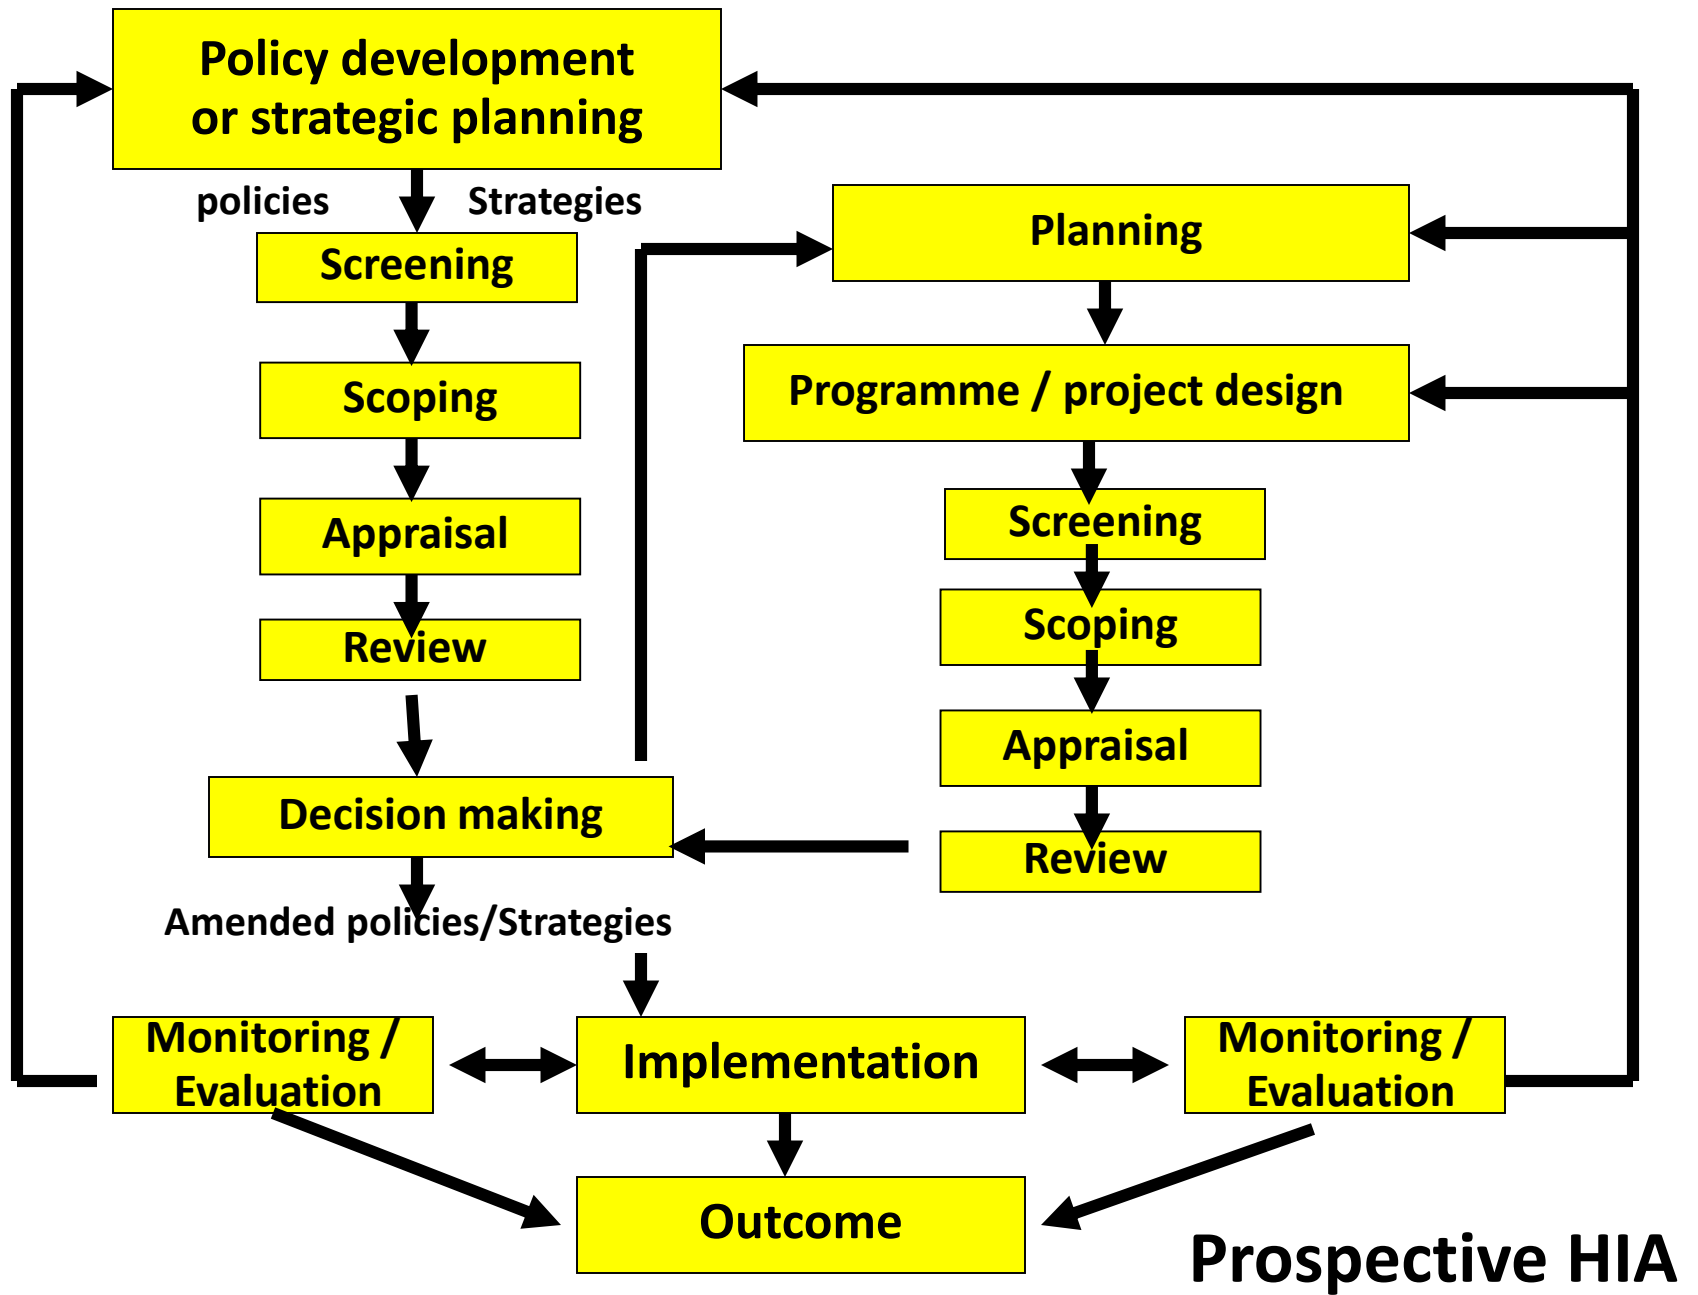 Policy development
or strategic planning
policies
Strategies
Screening
Scoping
Appraisal
Review
Decision making
Amended policies/Strategies
Planning
Programme / project design
Screening
Scoping
Appraisal
Review
Monitoring /
Evaluation
Implementation
Monitoring /
Evaluation
Outcome
Prospective HIA